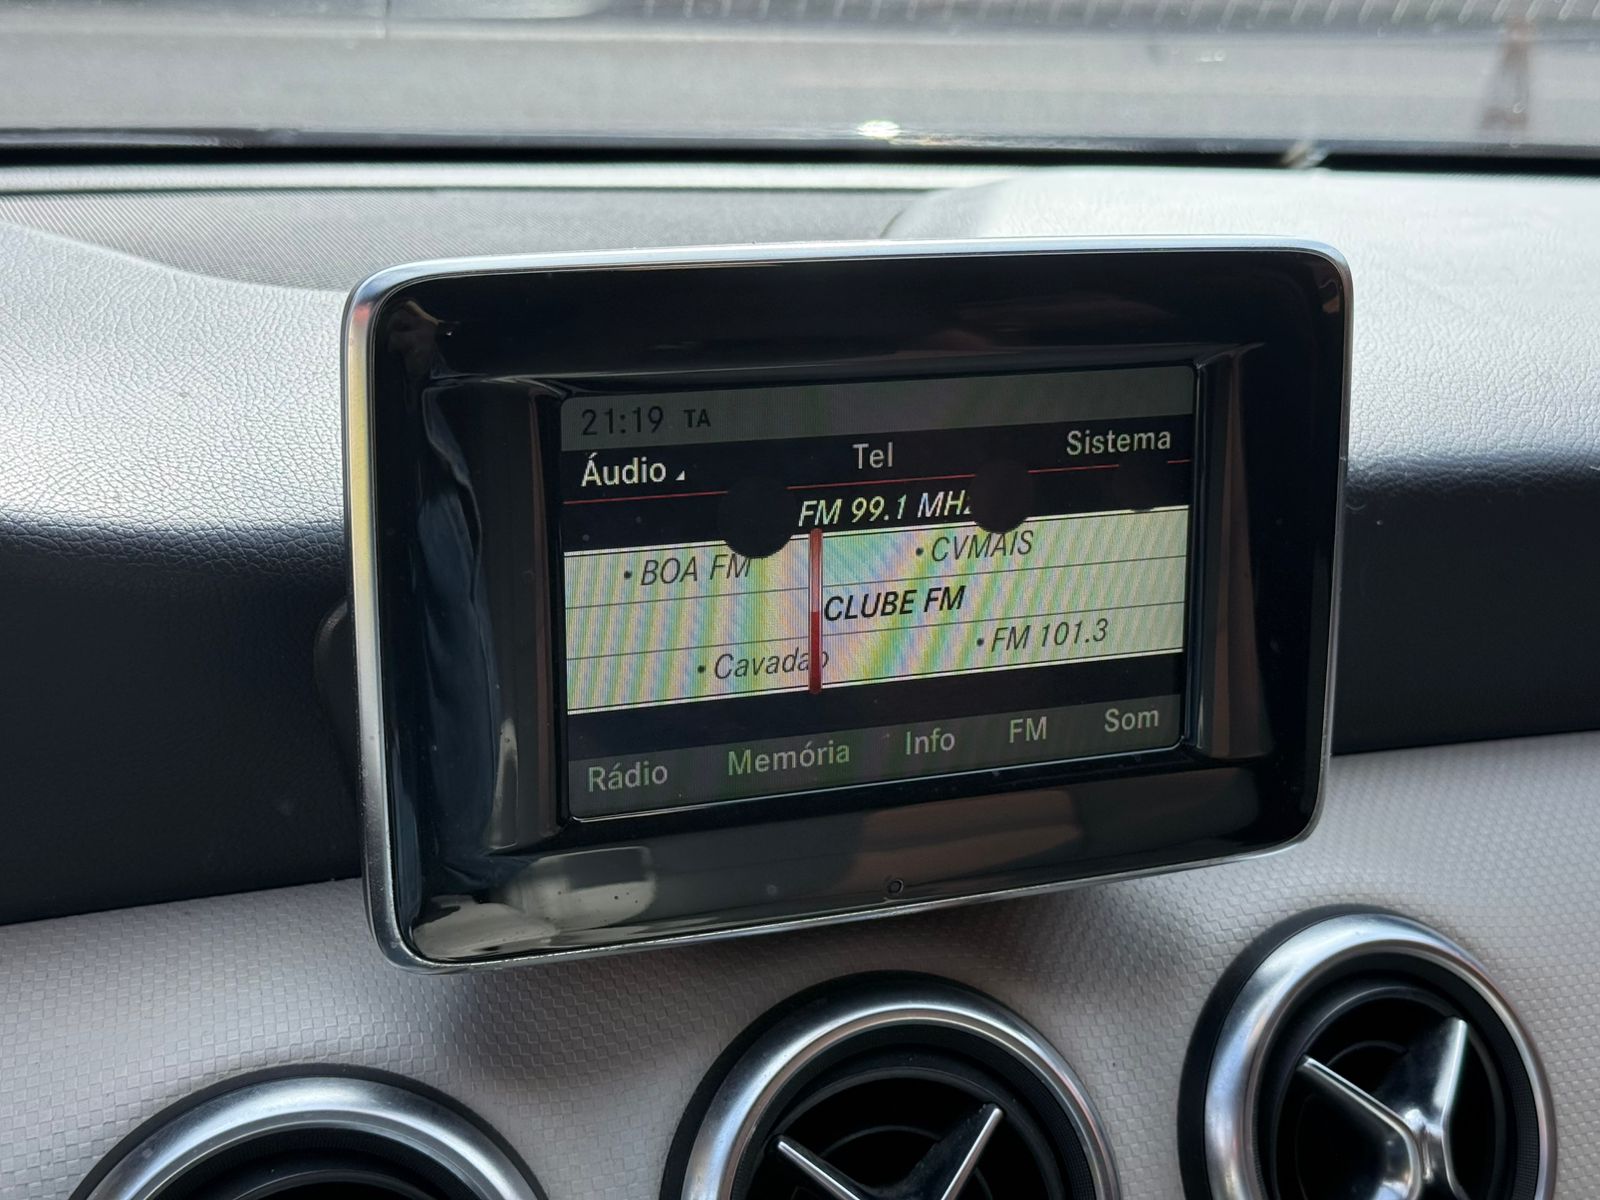 21:19 TA
Áudio Tel Sistema
FM 99.1 MHz
• BOA FM • CVMAIS
CLUBE FM
• Cavadao • FM 101.3
Rádio Memória Info FM Som